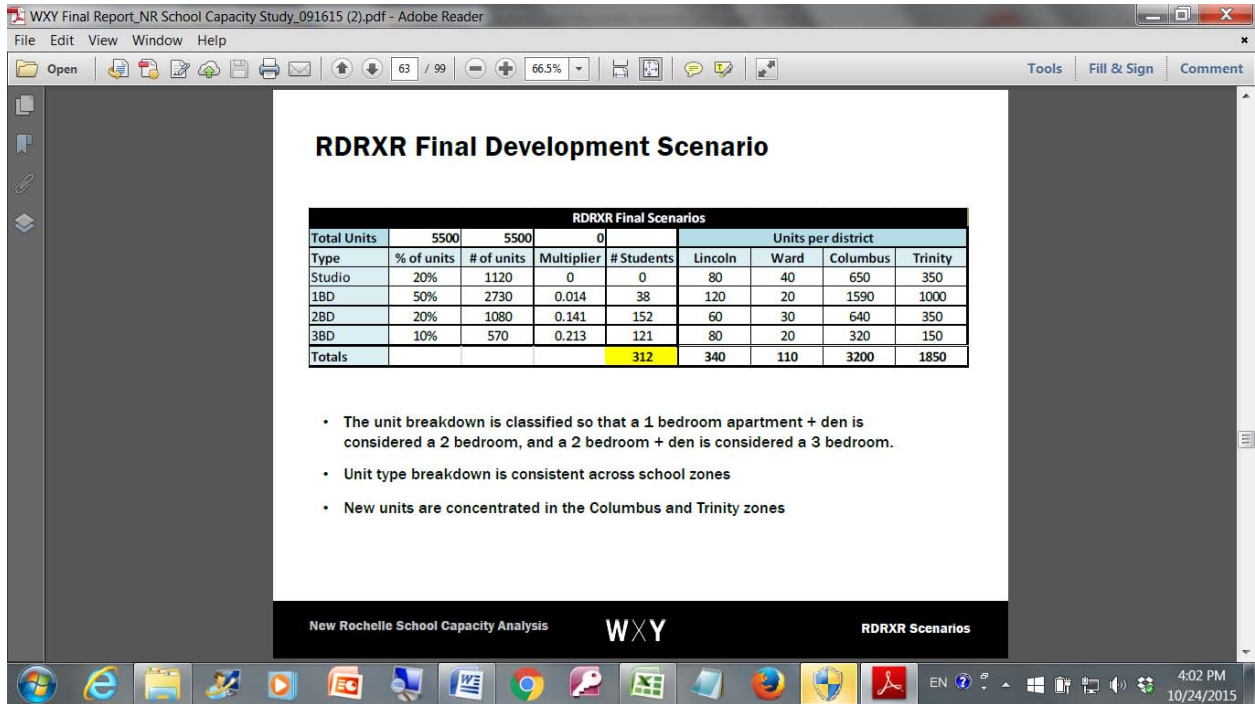 WXY Final Report_NR School Capacity Study_091615 (2).pdf - Adobe Reader
File Edit View Window Help
Open 63 / 99 66.5% Tools Fill & Sign Comment
RDRXR Final Development Scenario
RDRXR Final Scenarios
Total Units 5500 5500 0 Units per district
Type % of units # of units Multiplier # Students Lincoln Ward Columbus Trinity
Studio 20% 1120 0 0 80 40 650 350
1BD 50% 2730 0.014 38 120 20 1590 1000
2BD 20% 1080 0.141 152 60 30 640 350
3BD 10% 570 0.213 121 80 20 320 150
Totals 312 340 110 3200 1850
• The unit breakdown is classified so that a 1 bedroom apartment + den is
considered a 2 bedroom, and a 2 bedroom + den is considered a 3 bedroom.
• Unit type breakdown is consistent across school zones
• New units are concentrated in the Columbus and Trinity zones
New Rochelle School Capacity Analysis WXY RDRXR Scenarios
EN 4:02 PM
10/24/2015